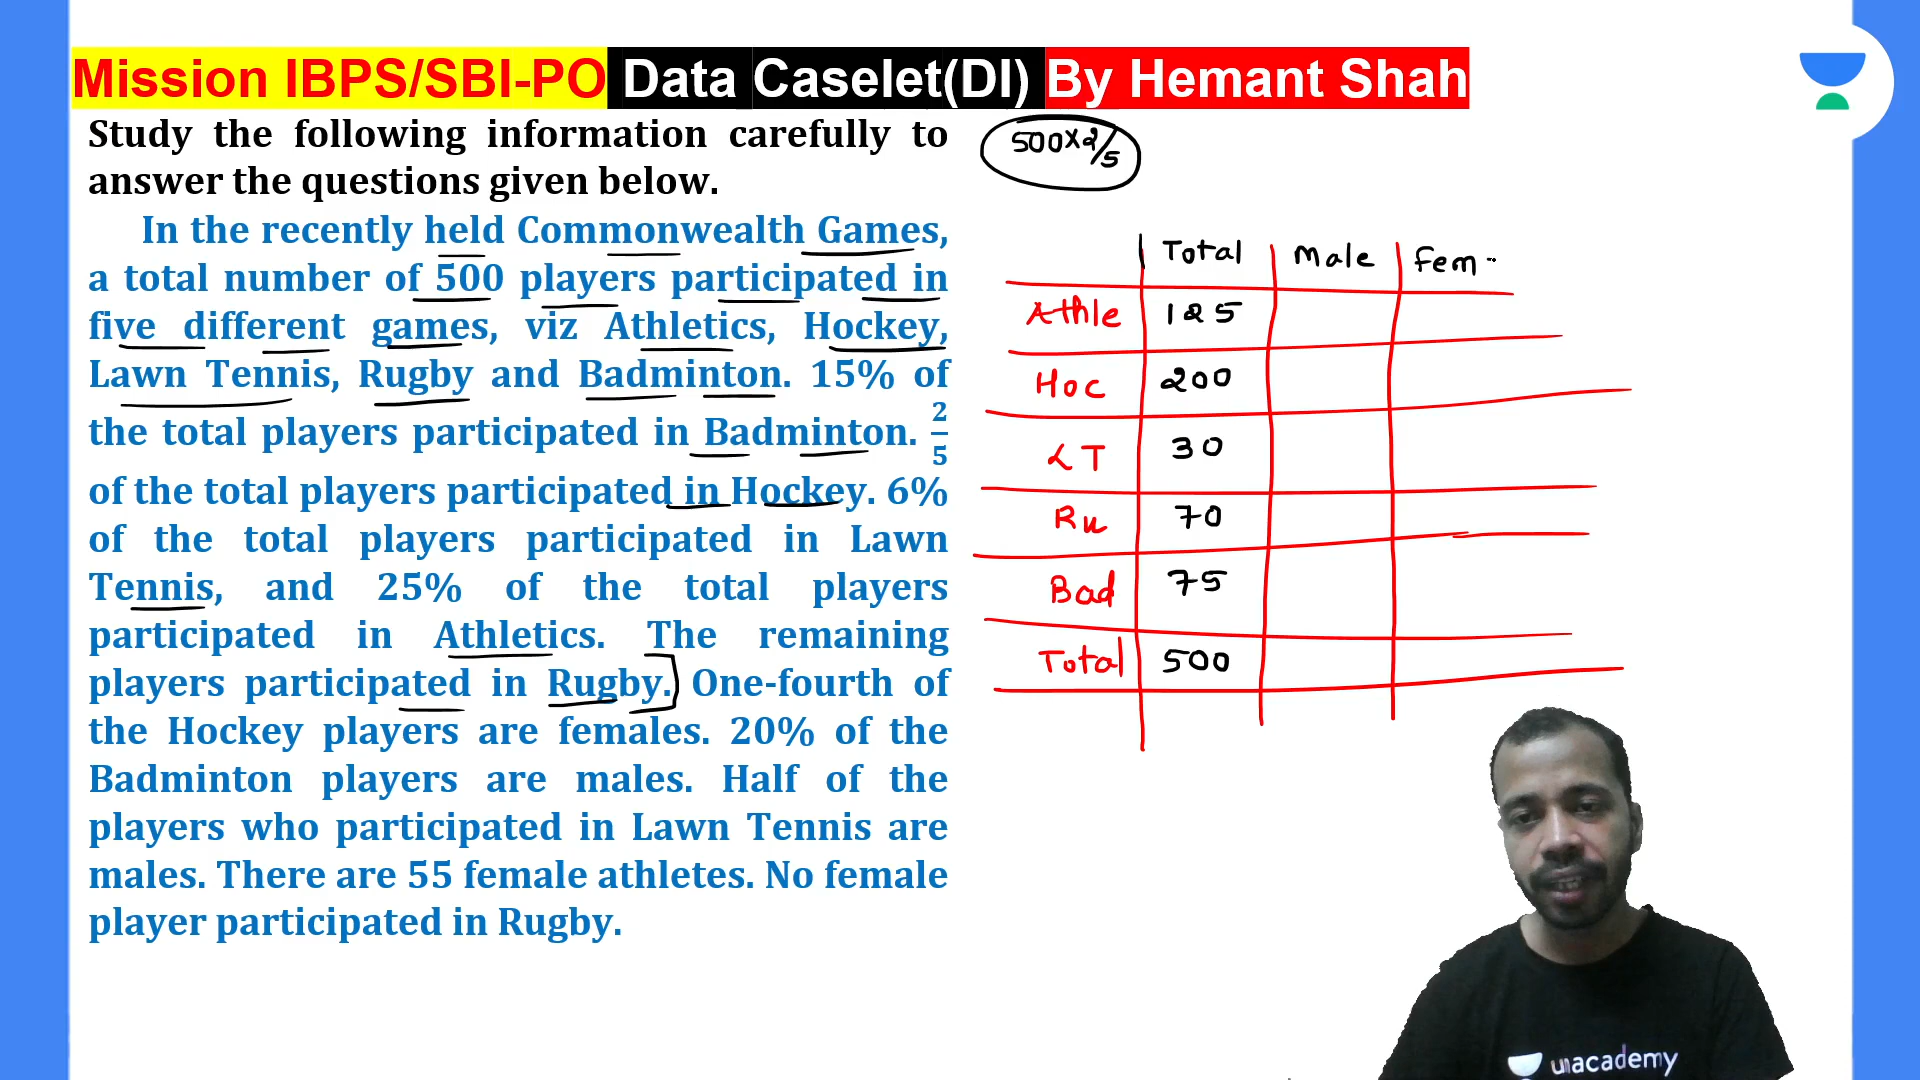 Mission IBPS/SBI-PO Data Caselet(DI) By Hemant Shah
Study the following information carefully to
answer the questions given below.
In the recently held Commonwealth Games,
a total number of 500 players participated in
five different games, viz Athletics, Hockey,
Lawn Tennis, Rugby and Badminton. 15% of
the total players participated in Badminton. 2/5
of the total players participated in Hockey. 6%
of the total players participated in Lawn
Tennis, and 25% of the total players
participated in Athletics. The remaining
players participated in Rugby. One-fourth of
the Hockey players are females. 20% of the
Badminton players are males. Half of the
players who participated in Lawn Tennis are
males. There are 55 female athletes. No female
player participated in Rugby.
500×2/5
Total Male Fem
Athle 125
Hoc 200
LT 30
Ru 70
Bad 75
Total 500
unacademy